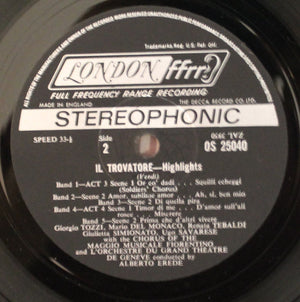 Trademarks Reg. U.S. Pat. Off.
LONDON ffrr
FULL FREQUENCY RANGE RECORDING
MADE IN ENGLAND THE DECCA RECORD CO. LTD
STEREOPHONIC
SPEED 33⅓ Side 2 ZAL. 3930
OS 25040
IL TROVATORE—Highlights
(Verdi)
Band 1—ACT 3 Scene 1 Or co' dadi ... Squilli echeggi
(Soldiers' Chorus)
Band 2—Scene 2 Amor, sublime amor ... Ah, sì, ben mio
Band 3—Scene 2 Di quella pira
Band 4—ACT 4 Scene 1 Timor di me ... D'amor sull'ali
rosee ... Miserere
Band 5—Scene 2 Prima che d'altri vivere
Giorgio TOZZI, Mario DEL MONACO, Renata TEBALDI
Giulietta SIMIONATO, Ugo SAVARESE
with the CHORUS OF THE
MAGGIO MUSICALE FIORENTINO
and L'ORCHESTRE DU GRAND THEATRE
DE GENEVE conducted by
ALBERTO EREDE